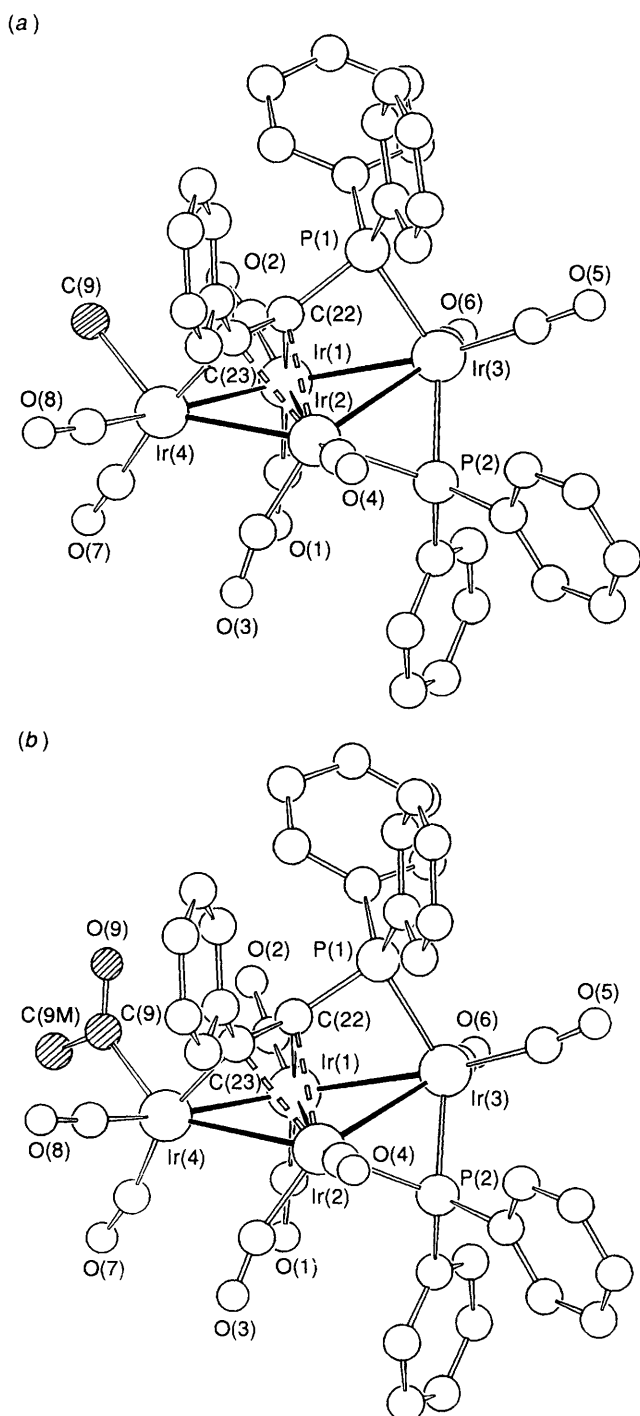 (a)
P(1)
O(5)
O(2)
C(9)
O(6)
C(22)
Ir(1)
Ir(3)
C(23)
Ir(2)
O(8)
Ir(4)
P(2)
O(4)
O(7)
O(1)
O(3)
(b)
O(9)
O(2)
P(1)
O(5)
C(9M)
C(9)
C(22)
O(6)
Ir(1)
C(23)
Ir(3)
O(8)
Ir(4)
O(4)
P(2)
Ir(2)
O(7)
O(1)
O(3)